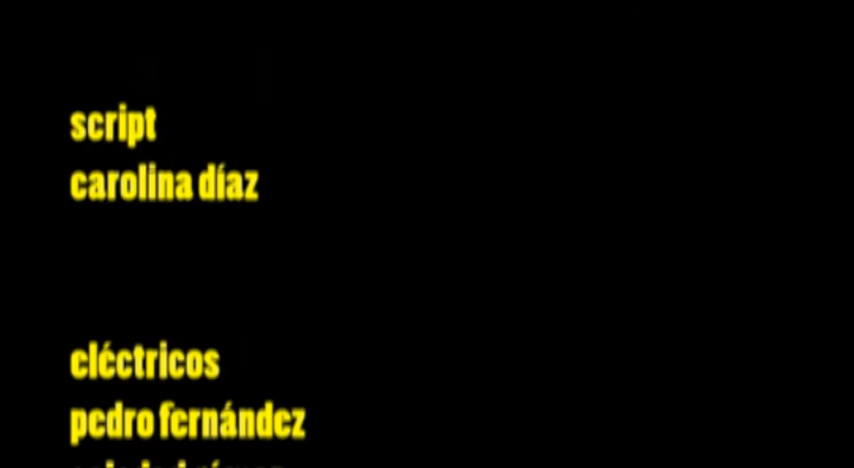 script
carolina díaz
eléctricos
pedro fernández